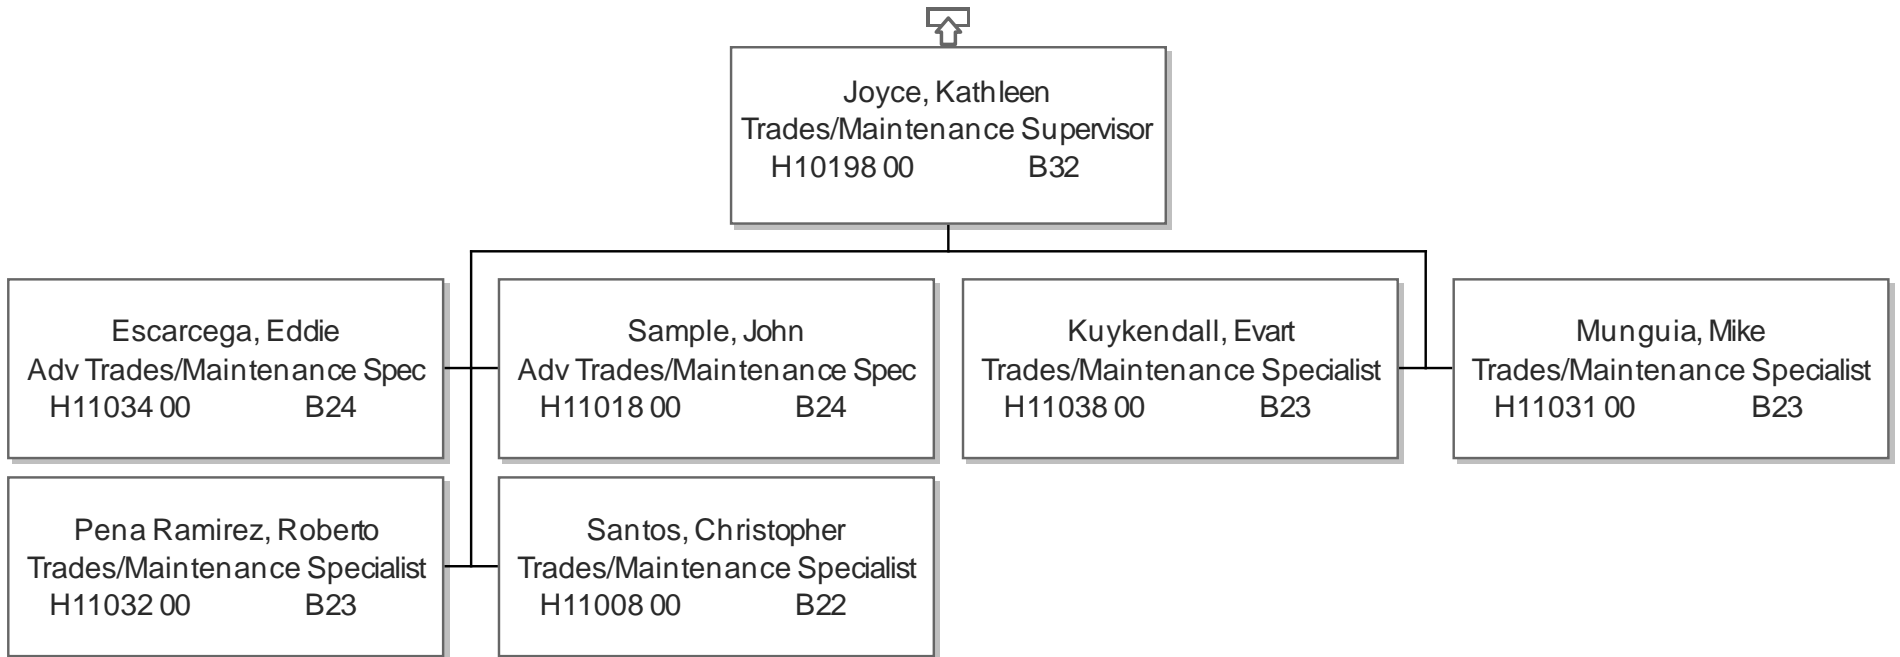 Joyce, Kathleen
Trades/Maintenance Supervisor
H10198 00 B32
Escarcega, Eddie
Adv Trades/Maintenance Spec
H11034 00 B24
Sample, John
Adv Trades/Maintenance Spec
H11018 00 B24
Kuykendall, Evart
Trades/Maintenance Specialist
H11038 00 B23
Munguia, Mike
Trades/Maintenance Specialist
H11031 00 B23
Pena Ramirez, Roberto
Trades/Maintenance Specialist
H11032 00 B23
Santos, Christopher
Trades/Maintenance Specialist
H11008 00 B22